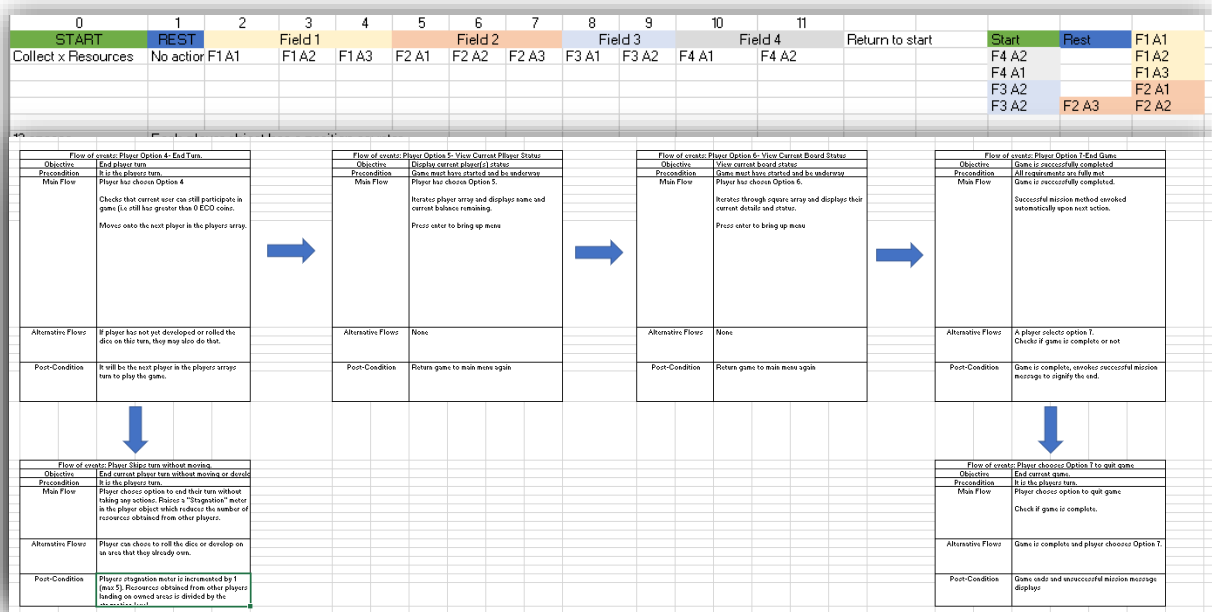 0 1 2 3 4 5 6 7 8 9 10 11
START REST Field 1 Field 2 Field 3 Field 4 Return to start Start Rest F1 A1
Collect x Resources No action F1 A1 F1 A2 F1 A3 F2 A1 F2 A2 F2 A3 F3 A1 F3 A2 F4 A1 F4 A2 F4 A2 F1 A2
F4 A1 F1 A3
F3 A2 F2 A1
F3 A2 F2 A3 F2 A2
Flow of events: Player Option 4- End Turn.
Objective End player turn
Precondition It is the players turn.
Main Flow Player has chosen Option 4
Checks that current user can still participate in
game (i.e still has greater than 0 ECO coins.
Moves onto the next player in the players array.
Alternative Flows If player has not yet developed or rolled the
dice on this turn, they may also do that.
Post-Condition It will be the next player in the players arrays
turn to play the game.
Flow of events: Player Option 5- View Current Pllayer Status
Objective Display current player(s) status
Precondition Game must have started and be underway
Main Flow Player has chosen Option 5.
Iterates player array and displays name and
current balance remaining.
Press enter to bring up menu
Alternative Flows None
Post-Condition Return game to main menu again
Flow of events: Player Option 6- View Current Board Status
Objective View current board status
Precondition Game must have started and be underway
Main Flow Player has chosen Option 6.
Iterates through square array and displays their
current details and status.
Press enter to bring up menu
Alternative Flows None
Post-Condition Return game to main menu again
Flow of events: Player Option 7-End Game
Objective Game is successfully completed
Precondition All requirements are fully met
Main Flow Game is successfully completed.
Successful mission method envoked
automatically upon next action.
Alternative Flows A player selects option 7.
Checks if game is complete or not
Post-Condition Game is complete, envokes successful mission
message to signify the end.
Flow of events: Player Skips turn without moving.
Objective End current player turn without moving or develo
Precondition It is the players turn.
Main Flow Player choses option to end their turn without
taking any actions. Raises a "Stagnation" meter
in the player object which reduces the number of
resources obtained from other players.
Alternative Flows Player can chose to roll the dice or develop on
an area that they already own.
Post-Condition Players stagnation meter is incremented by 1
(max 5). Resources obtained from other players
landing on owned areas is divided by the
Flow of events: Player chooses Option 7 to quit game
Objective End current game.
Precondition It is the players turn.
Main Flow Player choses option to quit game
Check if game is complete.
Alternative Flows Game is complete and player chooses Option 7.
Post-Condition Game ends and unsuccessful mission message
displays